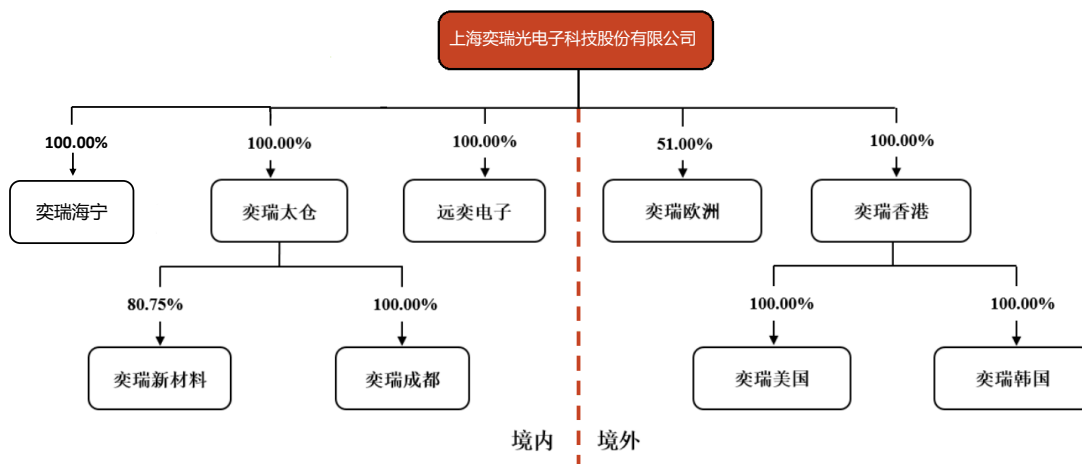 上海奕瑞光电子科技股份有限公司
100.00%
100.00%
100.00%
51.00%
100.00%
奕瑞海宁
奕瑞太仓
远奕电子
奕瑞欧洲
奕瑞香港
80.75%
100.00%
100.00%
100.00%
奕瑞新材料
奕瑞成都
奕瑞美国
奕瑞韩国
境内
境外